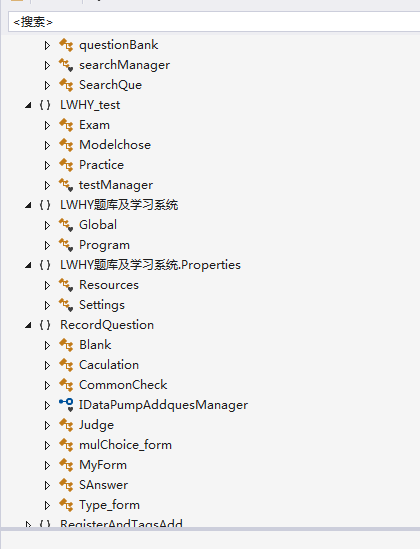 <搜索>
questionBank
searchManager
SearchQue
{ } LWHY_test
Exam
Modelchose
Practice
testManager
{ } LWHY题库及学习系统
Global
Program
{ } LWHY题库及学习系统.Properties
Resources
Settings
{ } RecordQuestion
Blank
Caculation
CommonCheck
IDataPumpAddquesManager
Judge
mulChoice_form
MyForm
SAnswer
Type_form
{ } RegisterAndTagsAdd